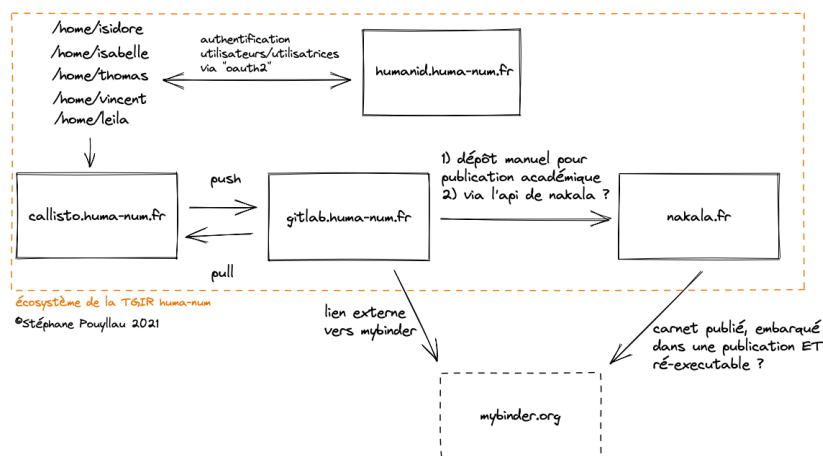 /home/isidore
/home/isabelle
/home/thomas
/home/vincent
/home/leila
authentification
utilisateurs/utilisatrices
via "oauth2"
humanid.huma-num.fr
callisto.huma-num.fr
push
pull
gitlab.huma-num.fr
1) dépôt manuel pour
publication académique
2) via l'api de nakala ?
nakala.fr
écosystème de la TGIR huma-num
©Stéphane Pouyllau 2021
lien externe
vers mybinder
carnet publié, embarqué
dans une publication ET
ré-executable ?
mybinder.org